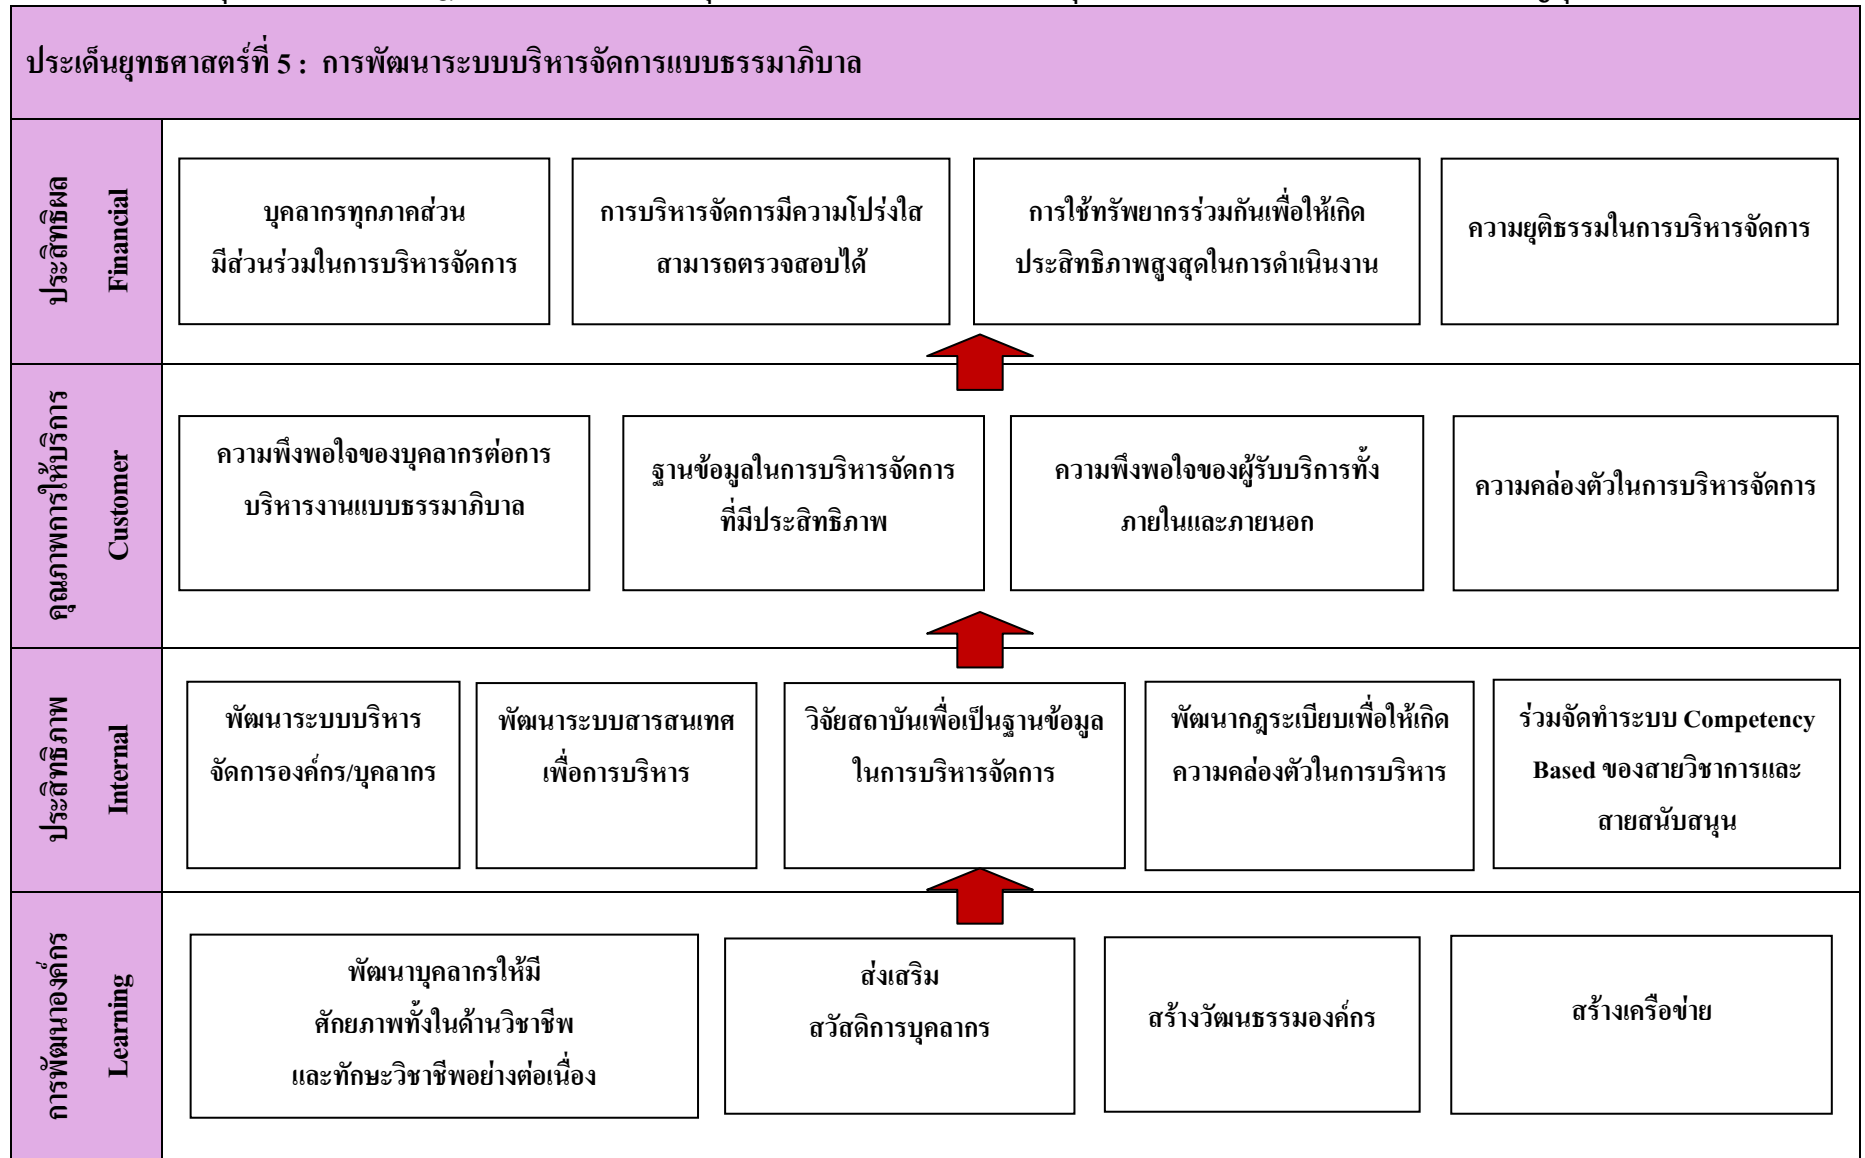 ประเด็นยุทธศาสตร์ที่ 5 : การพัฒนาระบบบริหารจัดการแบบธรรมาภิบาล
ประสิทธิผล
Financial
บุคลากรทุกภาคส่วน
มีส่วนร่วมในการบริหารจัดการ
การบริหารจัดการมีความโปร่งใส
สามารถตรวจสอบได้
การใช้ทรัพยากรร่วมกันเพื่อให้เกิด
ประสิทธิภาพสูงสุดในการดำเนินงาน
ความยุติธรรมในการบริหารจัดการ
คุณภาพการให้บริการ
Customer
ความพึงพอใจของบุคลากรต่อการ
บริหารงานแบบธรรมาภิบาล
ฐานข้อมูลในการบริหารจัดการ
ที่มีประสิทธิภาพ
ความพึงพอใจของผู้รับบริการทั้ง
ภายในและภายนอก
ความคล่องตัวในการบริหารจัดการ
ประสิทธิภาพ
Internal
พัฒนาระบบบริหาร
จัดการองค์กร/บุคลากร
พัฒนาระบบสารสนเทศ
เพื่อการบริหาร
วิจัยสถาบันเพื่อเป็นฐานข้อมูล
ในการบริหารจัดการ
พัฒนากฎระเบียบเพื่อให้เกิด
ความคล่องตัวในการบริหาร
ร่วมจัดทำระบบ Competency
Based ของสายวิชาการและ
สายสนับสนุน
การพัฒนาองค์กร
Learning
พัฒนาบุคลากรให้มี
ศักยภาพทั้งในด้านวิชาชีพ
และทักษะวิชาชีพอย่างต่อเนื่อง
ส่งเสริม
สวัสดิการบุคลากร
สร้างวัฒนธรรมองค์กร
สร้างเครือข่าย